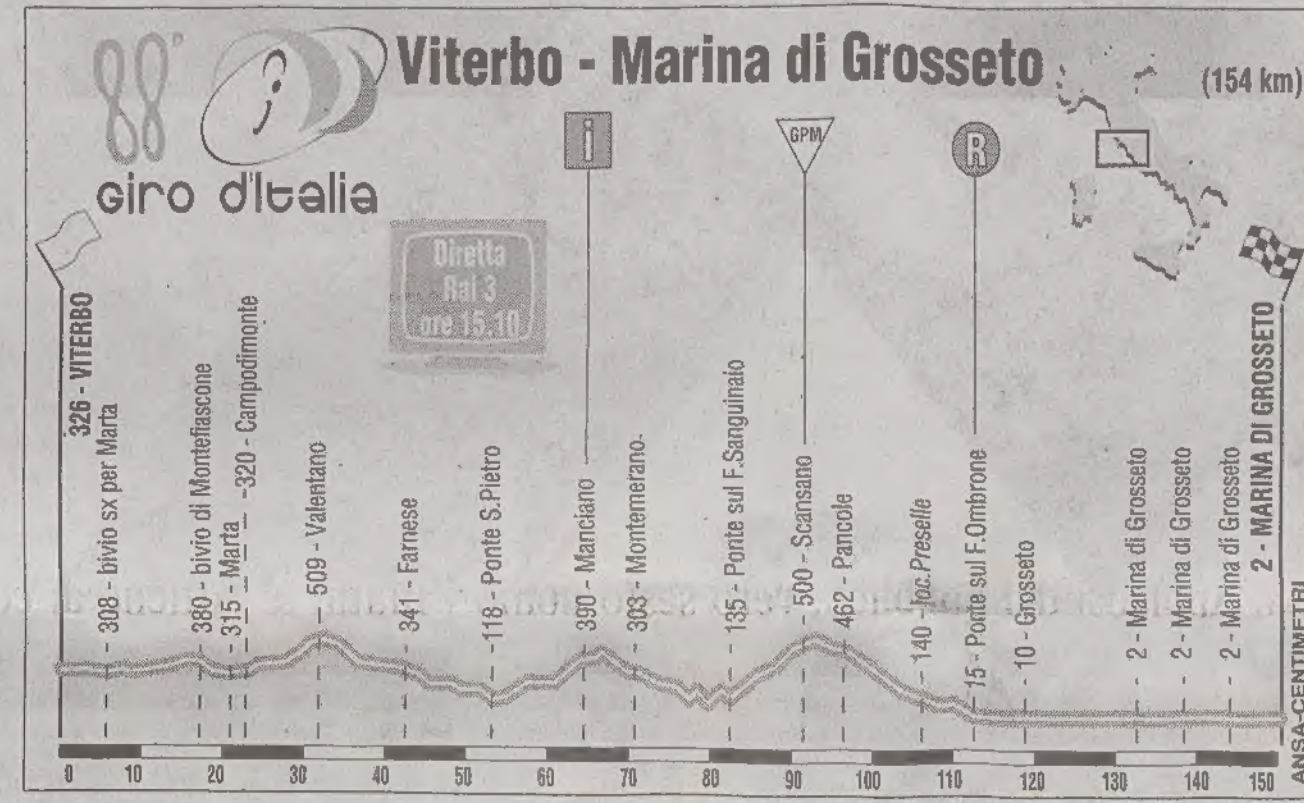 88°
giro d'Italia
Viterbo - Marina di Grosseto
(154 km)
i
GPM
R
Diretta
Rai 3
ore 15.10
326 - VITERBO
308 - bivio sx per Marta
380 - bivio di Montefiascone
315 - Marta
320 - Campodimonte
509 - Valentano
341 - Farnese
118 - Ponte S.Pietro
390 - Manciano
303 - Montemerano
135 - Ponte sul F.Sanguinaio
500 - Scansano
462 - Pancole
140 - loc.Preselle
15 - Ponte sul F.Ombrone
10 - Grosseto
2 - Marina di Grosseto
2 - Marina di Grosseto
2 - Marina di Grosseto
2 - MARINA DI GROSSETO
0 10 20 30 40 50 60 70 80 90 100 110 120 130 140 150
ANSA-CENTIMETRI